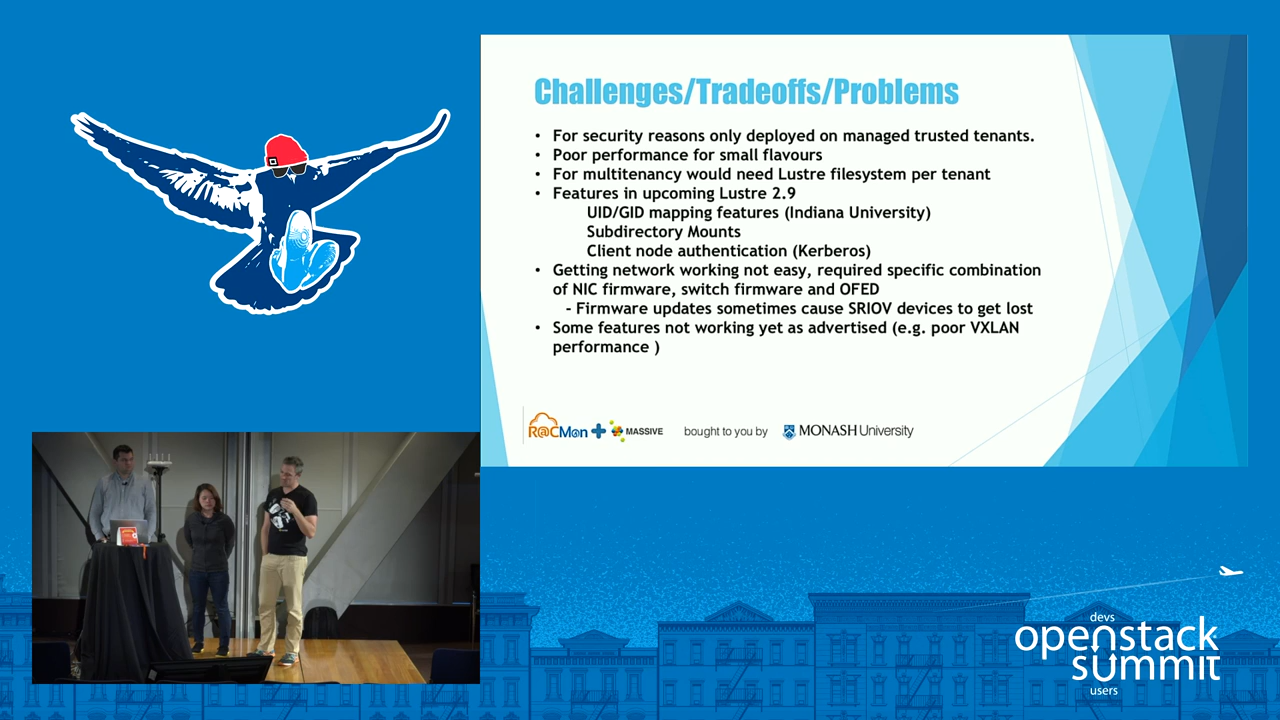 Challenges/Tradeoffs/Problems
• For security reasons only deployed on managed trusted tenants.
• Poor performance for small flavours
• For multitenancy would need Lustre filesystem per tenant
• Features in upcoming Lustre 2.9
UID/GID mapping features (Indiana University)
Subdirectory Mounts
Client node authentication (Kerberos)
• Getting network working not easy, required specific combination
of NIC firmware, switch firmware and OFED
- Firmware updates sometimes cause SRIOV devices to get lost
• Some features not working yet as advertised (e.g. poor VXLAN
performance )
R@CMon + MASSIVE bought to you by MONASH University
devs
openstack
summit
users